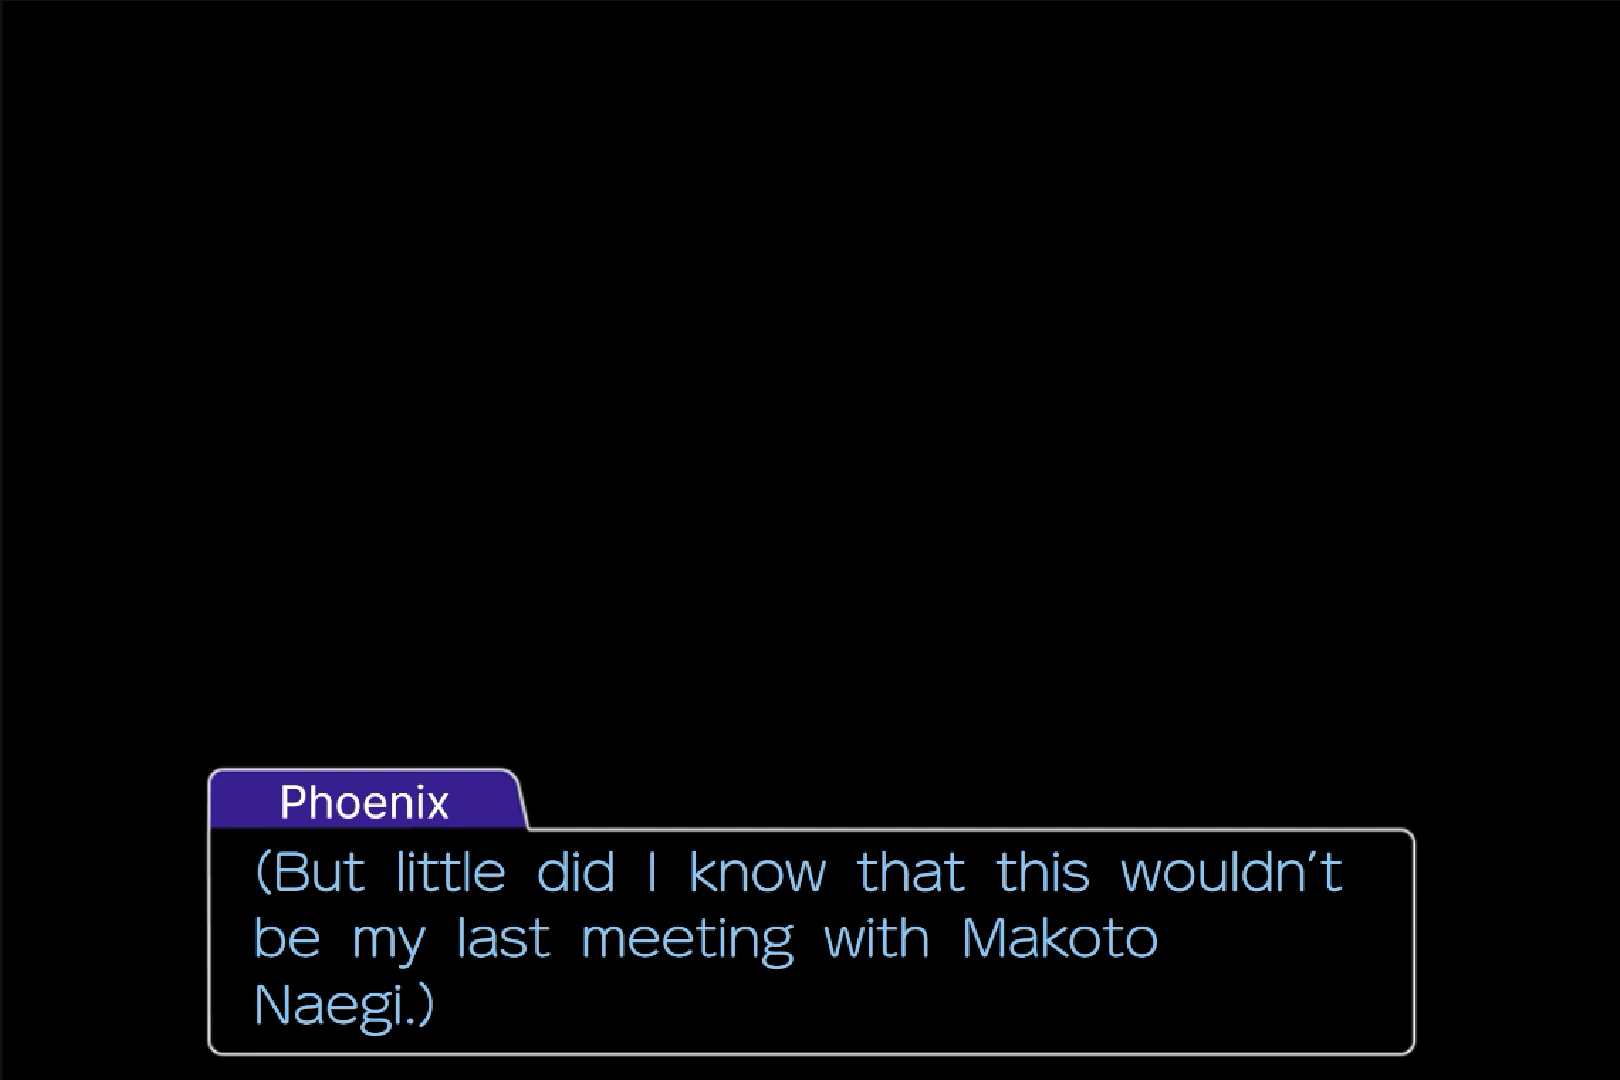 Phoenix
(But little did I know that this wouldn't
be my last meeting with Makoto
Naegi.)